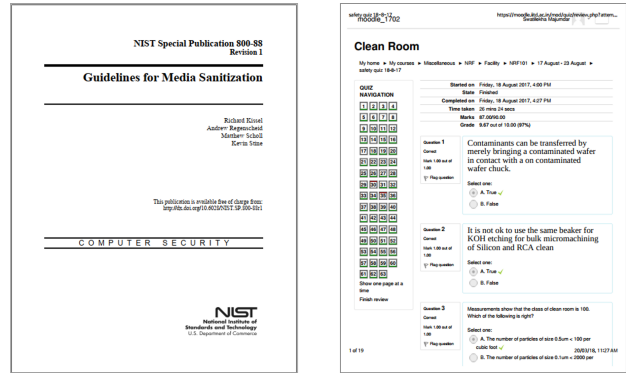 NIST Special Publication 800-88
Revision 1
Guidelines for Media Sanitization
Richard Kissel
Andrew Regenscheid
Matthew Scholl
Kevin Stine
This publication is available free of charge from:
http://dx.doi.org/10.6028/NIST.SP.800-88r1
COMPUTER SECURITY
NIST
National Institute of
Standards and Technology
U.S. Department of Commerce
safety quiz 18-8-17
moodle_1702
https://moodle.iitd.ac.in/mod/quiz/review.php?attem...
Swatilekha Majumdar
Clean Room
My home ► My courses ► Miscellaneous ► NRF ► Facility ► NRF101 ► 17 August - 23 August ►
safety quiz 18-8-17
QUIZ
NAVIGATION
1 2 3 4
5 6 7 8
9 10 11 12
13 14 15 16
17 18 19 20
21 22 23 24
25 26 27 28
29 30 31 32
33 34 35 36
37 38 39 40
41 42 43 44
45 46 47 48
49 50 51 52
53 54 55 56
57 58 59 60
61 62 63
Show one page at a
time
Finish review
Started on Friday, 18 August 2017, 4:00 PM
State Finished
Completed on Friday, 18 August 2017, 4:27 PM
Time taken 26 mins 24 secs
Marks 87.00/90.00
Grade 9.67 out of 10.00 (97%)
Question 1
Correct
Mark 1.00 out of
1.00
Flag question
Contaminants can be transferred by
merely bringing a contaminated wafer
in contact with a on contaminated
wafer chuck.
Select one:
A. True
B. False
Question 2
Correct
Mark 1.00 out of
1.00
Flag question
It is not ok to use the same beaker for
KOH etching for bulk micromachining
of Silicon and RCA clean
Select one:
A. True
B. False
Question 3
Correct
Mark 1.00 out of
1.00
Flag question
Measurements show that the class of clean room is 100.
Which of the following is right?
Select one:
A. The number of particles of size 0.5um < 100 per
cubic foot
B. The number of particles of size 0.1um < 2000 per
1 of 19
20/03/18, 11:27 AM